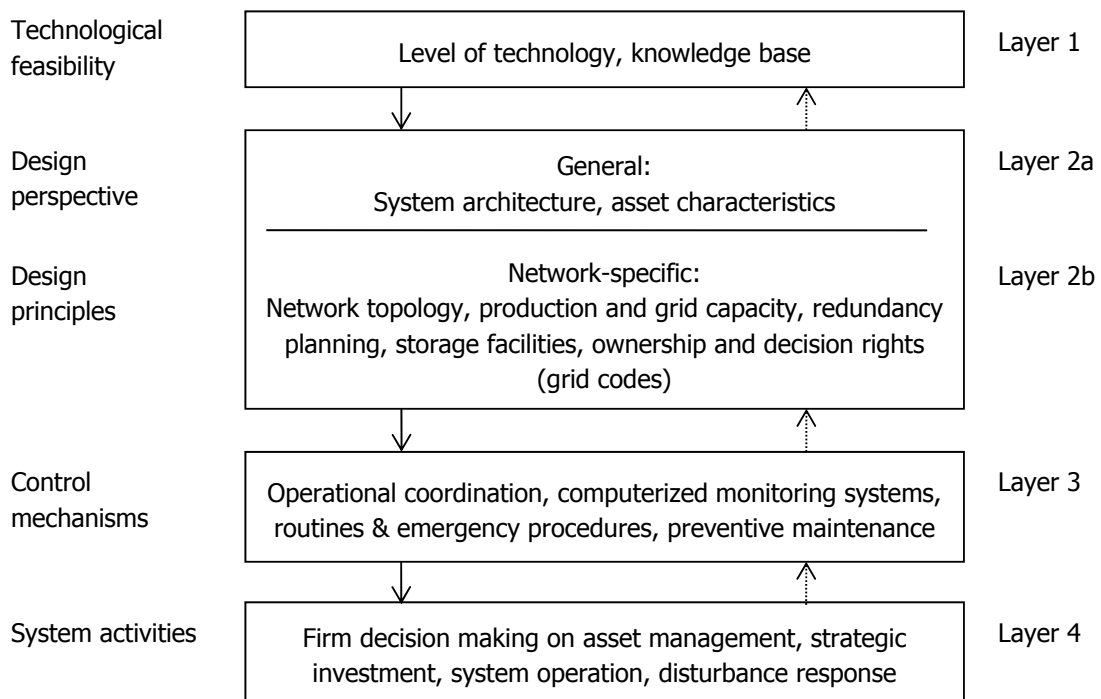 Technological
feasibility
Level of technology, knowledge base
Layer 1
Design
perspective
General:
System architecture, asset characteristics
Layer 2a
Design
principles
Network-specific:
Network topology, production and grid capacity, redundancy
planning, storage facilities, ownership and decision rights
(grid codes)
Layer 2b
Control
mechanisms
Operational coordination, computerized monitoring systems,
routines & emergency procedures, preventive maintenance
Layer 3
System activities
Firm decision making on asset management, strategic
investment, system operation, disturbance response
Layer 4